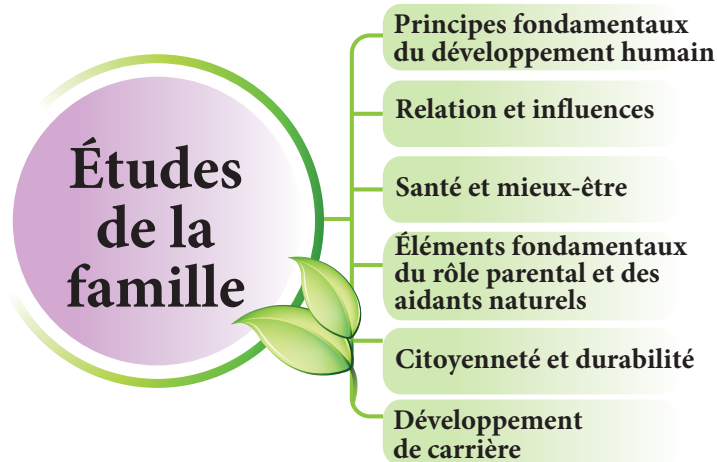 Études
de la
famille
Principes fondamentaux
du développement humain
Relation et influences
Santé et mieux-être
Éléments fondamentaux
du rôle parental et des
aidants naturels
Citoyenneté et durabilité
Développement
de carrière